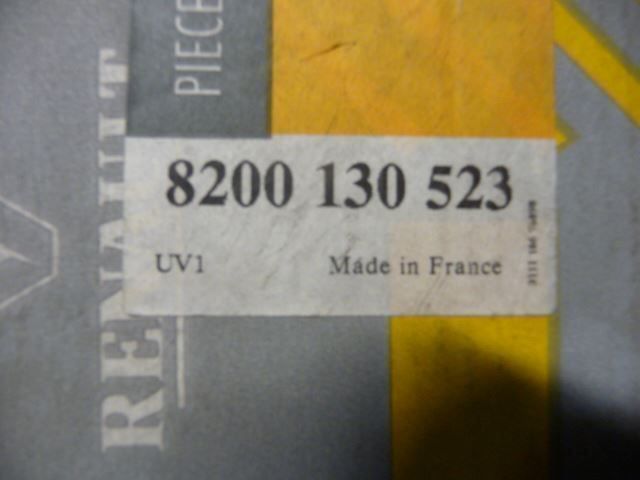 PIECE
RENAULT
8200 130 523
UV1 Made in France